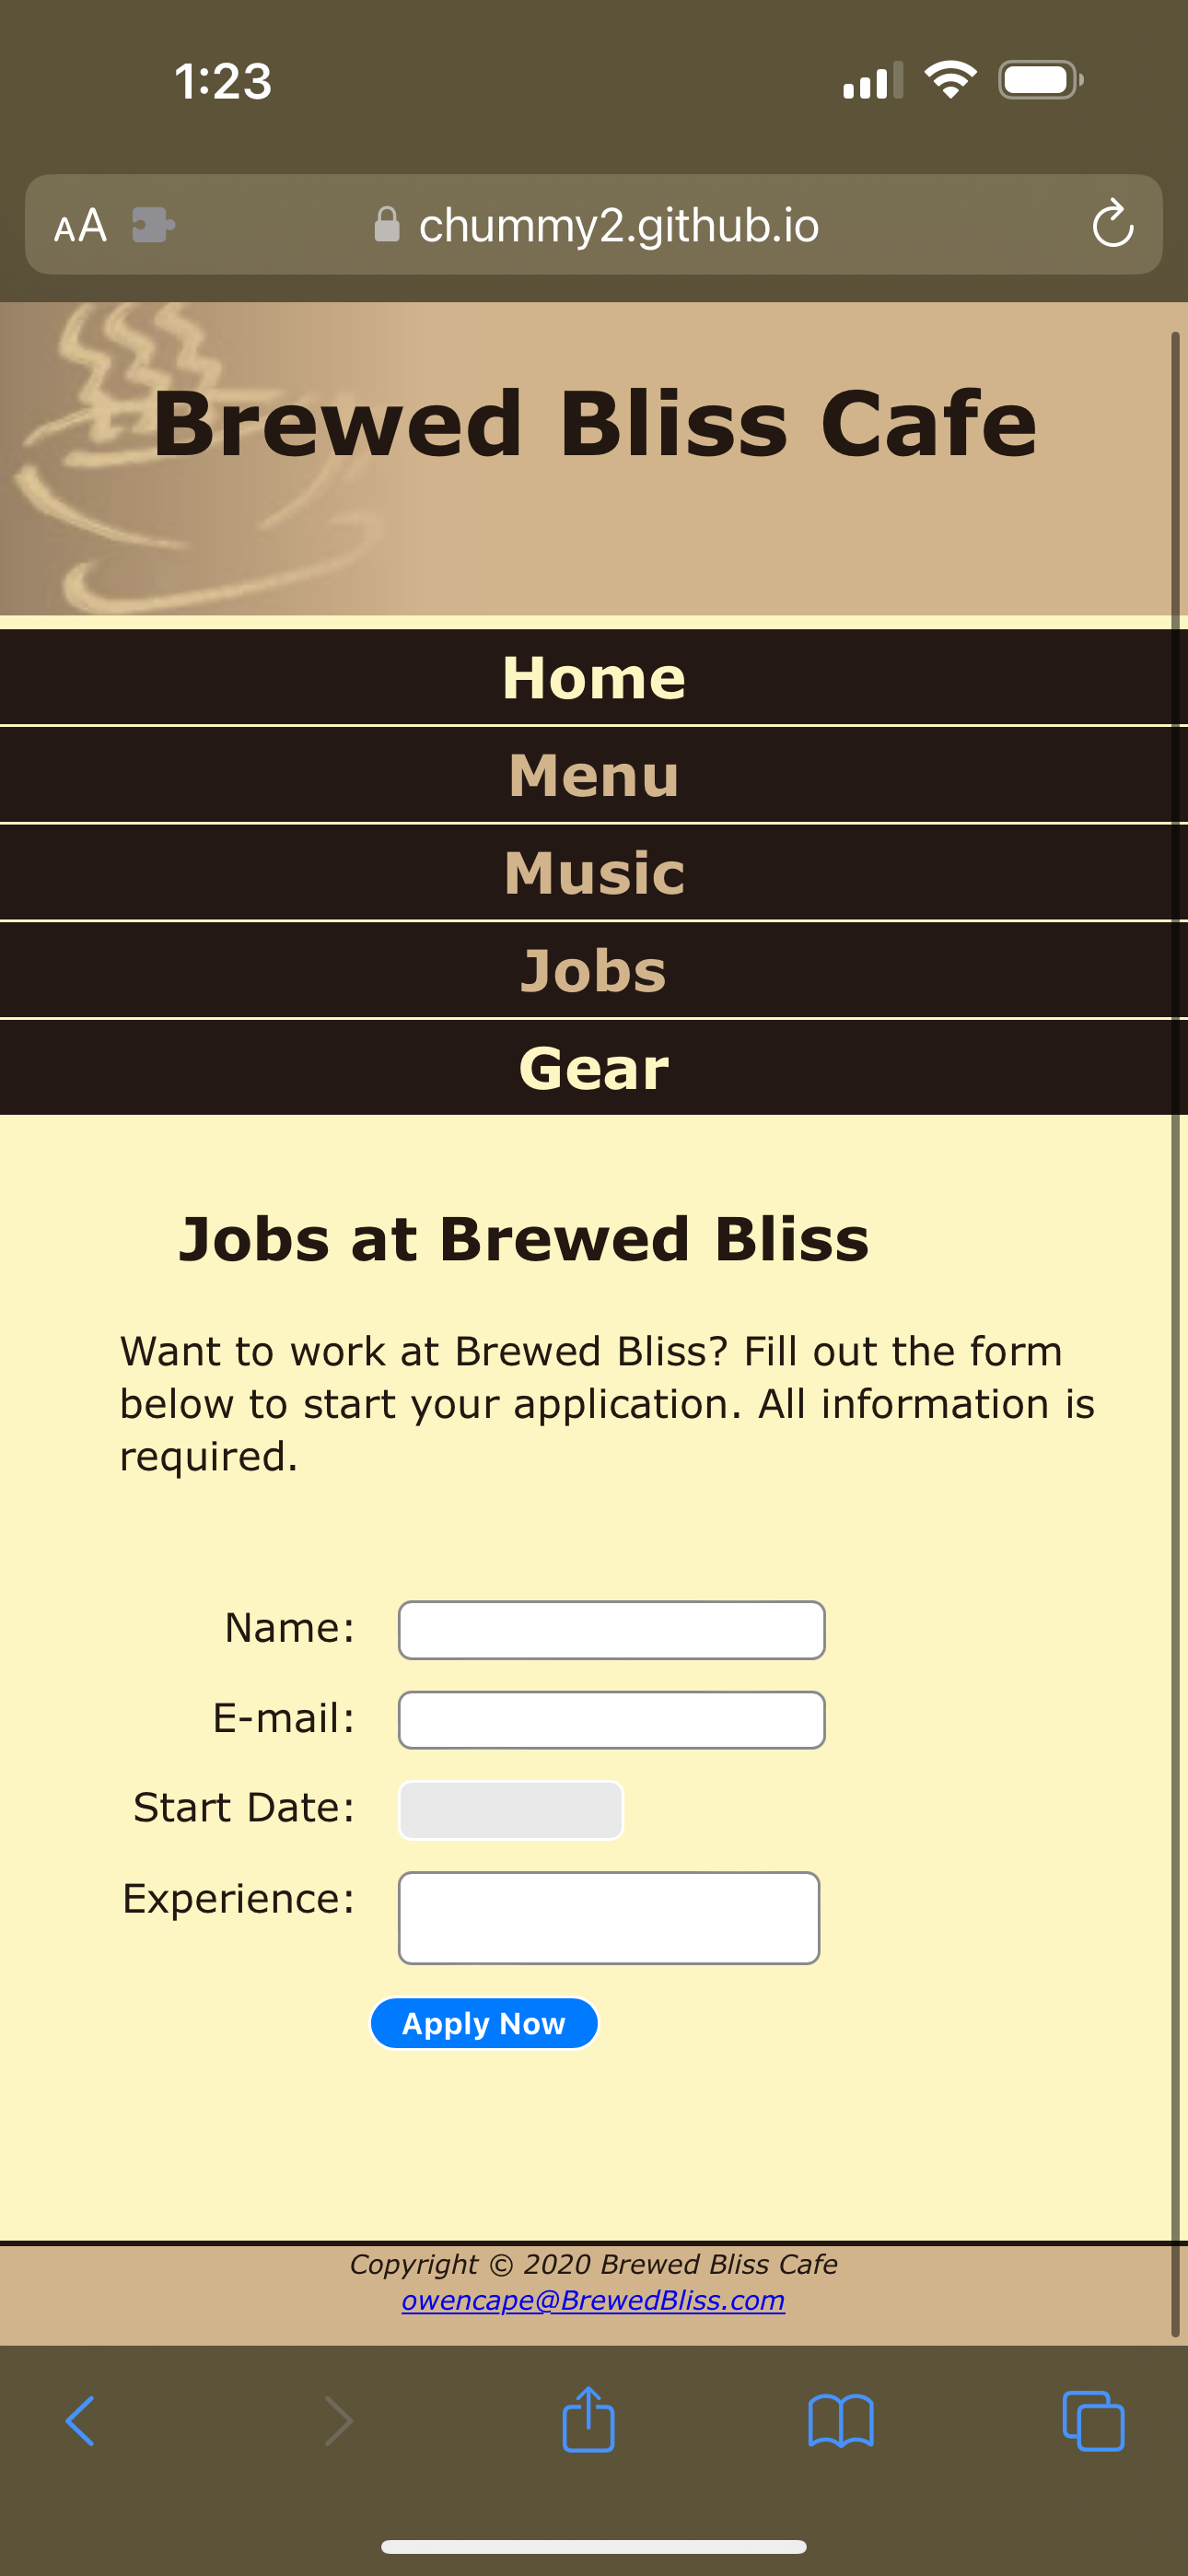 1:23
AA chummy2.github.io
Brewed Bliss Cafe
Home
Menu
Music
Jobs
Gear
Jobs at Brewed Bliss
Want to work at Brewed Bliss? Fill out the form
below to start your application. All information is
required.
Name:
E-mail:
Start Date:
Experience:
Apply Now
Copyright © 2020 Brewed Bliss Cafe
owencape@BrewedBliss.com